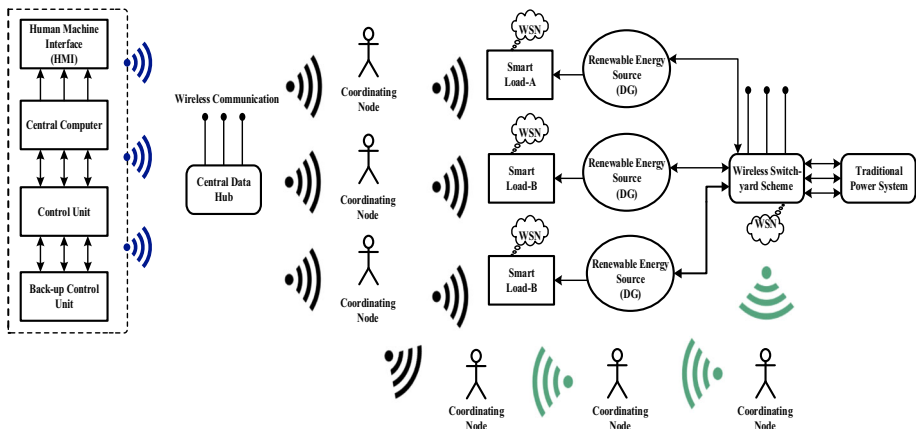 Human Machine
Interface
(HMI)
Central Computer
Control Unit
Back-up Control
Unit
Wireless Communication
Central Data
Hub
Coordinating
Node
Coordinating
Node
Coordinating
Node
WSN
Smart
Load-A
Renewable Energy
Source
(DG)
WSN
Smart
Load-B
Renewable Energy
Source
(DG)
WSN
Smart
Load-B
Renewable Energy
Source
(DG)
Wireless Switch-
yard Scheme
WSN
Traditional
Power System
Coordinating
Node
Coordinating
Node
Coordinating
Node